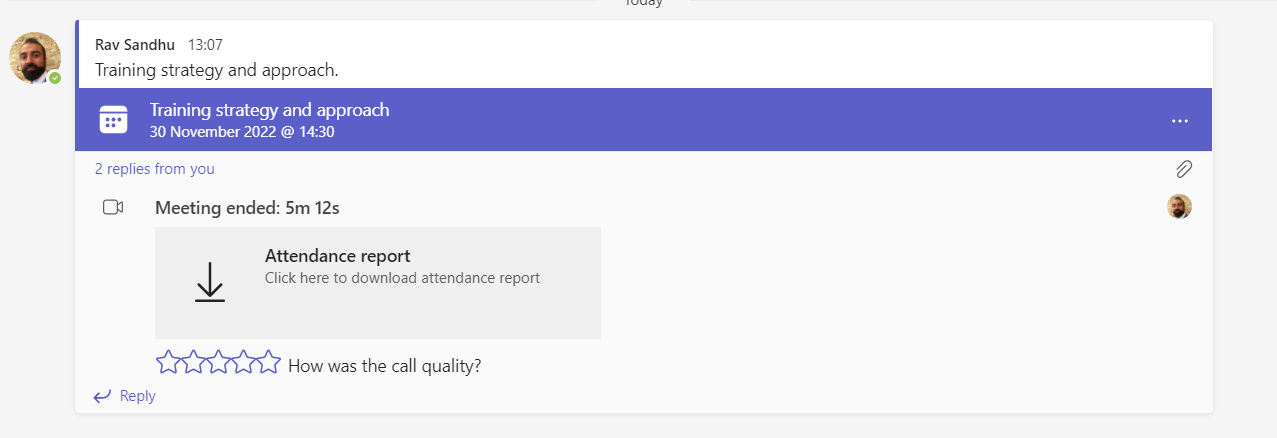 Today
Rav Sandhu 13:07
Training strategy and approach.
Training strategy and approach
30 November 2022 @ 14:30
2 replies from you
Meeting ended: 5m 12s
Attendance report
Click here to download attendance report
How was the call quality?
Reply